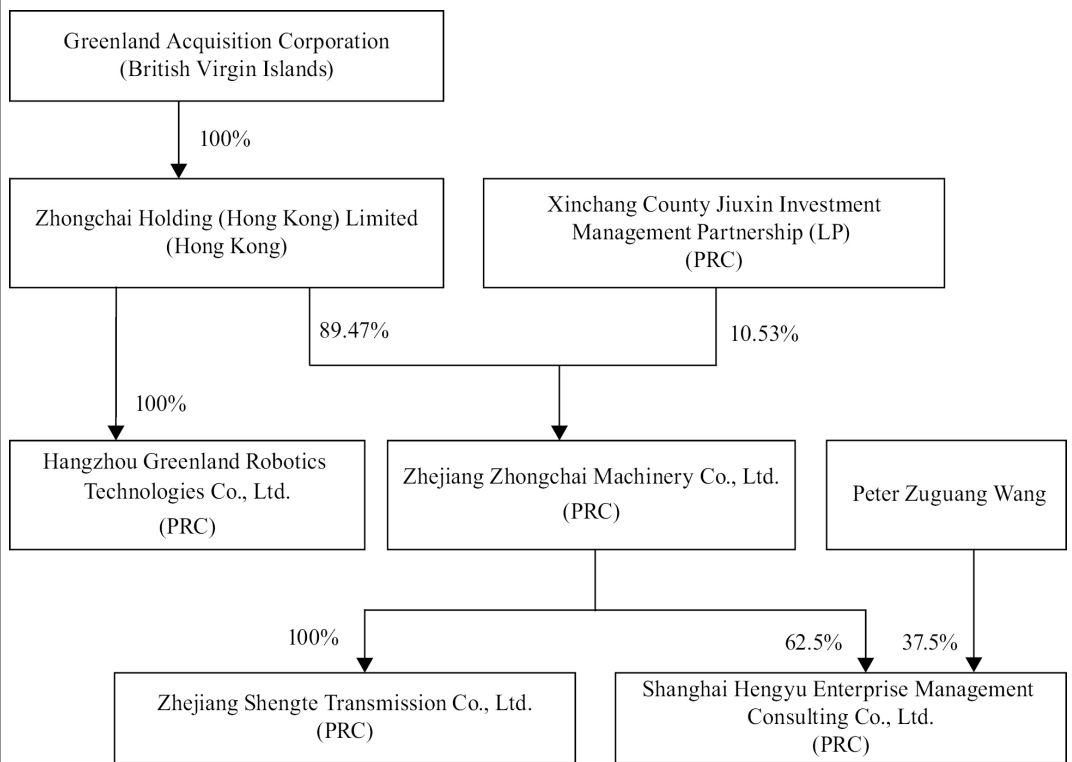 Greenland Acquisition Corporation
(British Virgin Islands)
100%
Zhongchai Holding (Hong Kong) Limited
(Hong Kong)
Xinchang County Jiuxin Investment
Management Partnership (LP)
(PRC)
89.47%
10.53%
100%
Hangzhou Greenland Robotics
Technologies Co., Ltd.
(PRC)
Zhejiang Zhongchai Machinery Co., Ltd.
(PRC)
Peter Zuguang Wang
100%
62.5%
37.5%
Zhejiang Shengte Transmission Co., Ltd.
(PRC)
Shanghai Hengyu Enterprise Management
Consulting Co., Ltd.
(PRC)